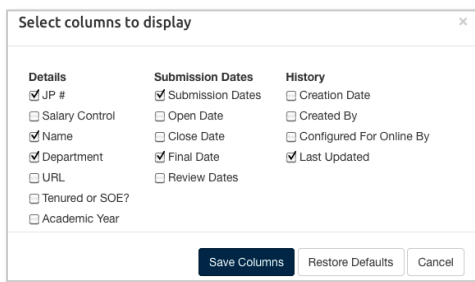 Select columns to display
×
Details
JP #
Salary Control
Name
Department
URL
Tenured or SOE?
Academic Year
Submission Dates
Submission Dates
Open Date
Close Date
Final Date
Review Dates
History
Creation Date
Created By
Configured For Online By
Last Updated
Save Columns
Restore Defaults
Cancel